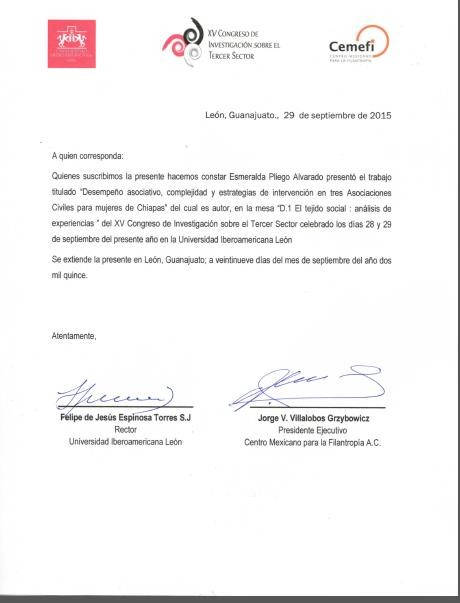 XV CONGRESO DE
INVESTIGACIÓN SOBRE EL
TERCER SECTOR
Cemefi
CENTRO MEXICANO
PARA LA FILANTROPÍA
León, Guanajuato., 29 de septiembre de 2015
A quien corresponda:
Quienes suscribimos la presente hacemos constar Esmeralda Pliego Alvarado presentó el trabajo
titulado “Desempeño asociativo, complejidad y estrategias de intervención en tres Asociaciones
Civiles para mujeres de Chiapas” del cual es autor, en la mesa “D.1 El tejido social : análisis de
experiencias ” del XV Congreso de Investigación sobre el Tercer Sector celebrado los días 28 y 29
de septiembre del presente año en la Universidad Iberoamericana León
Se extiende la presente en León, Guanajuato; a veintinueve días del mes de septiembre del año dos
mil quince.
Atentamente,
Felipe de Jesús Espinosa Torres S.J
Rector
Universidad Iberoamericana León
Jorge V. Villalobos Grzybowicz
Presidente Ejecutivo
Centro Mexicano para la Filantropía A.C.